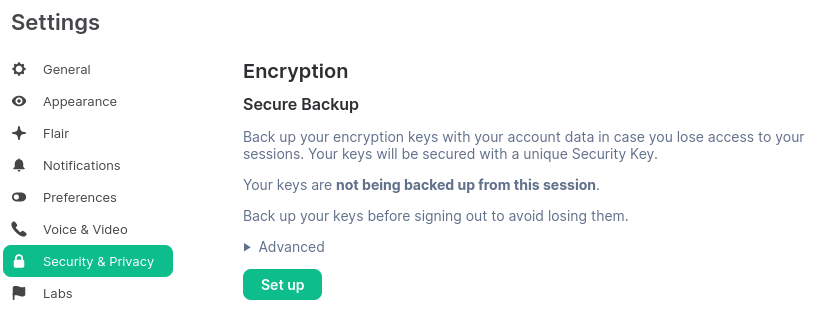 Settings
General
Appearance
Flair
Notifications
Preferences
Voice & Video
Security & Privacy
Labs
Encryption
Secure Backup
Back up your encryption keys with your account data in case you lose access to your
sessions. Your keys will be secured with a unique Security Key.
Your keys are not being backed up from this session.
Back up your keys before signing out to avoid losing them.
Advanced
Set up